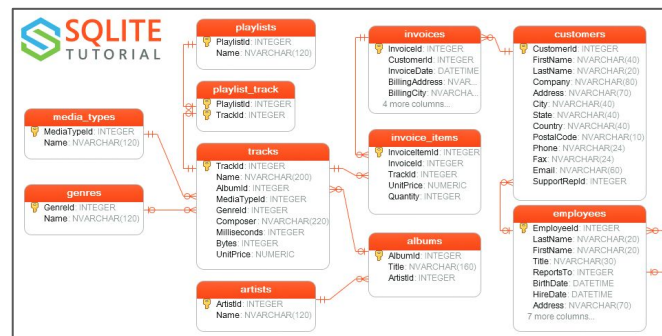 SQLITE
TUTORIAL
playlists
PlaylistId: INTEGER
Name: NVARCHAR(120)
playlist_track
PlaylistId: INTEGER
TrackId: INTEGER
media_types
MediaTypeId: INTEGER
Name: NVARCHAR(120)
genres
GenreId: INTEGER
Name: NVARCHAR(120)
tracks
TrackId: INTEGER
Name: NVARCHAR(200)
AlbumId: INTEGER
MediaTypeId: INTEGER
GenreId: INTEGER
Composer: NVARCHAR(220)
Milliseconds: INTEGER
Bytes: INTEGER
UnitPrice: NUMERIC
artists
ArtistId: INTEGER
Name: NVARCHAR(120)
invoices
InvoiceId: INTEGER
CustomerId: INTEGER
InvoiceDate: DATETIME
BillingAddress: NVAR...
BillingCity: NVARCHA...
4 more columns...
invoice_items
InvoiceItemId: INTEGER
InvoiceId: INTEGER
TrackId: INTEGER
UnitPrice: NUMERIC
Quantity: INTEGER
albums
AlbumId: INTEGER
Title: NVARCHAR(160)
ArtistId: INTEGER
customers
CustomerId: INTEGER
FirstName: NVARCHAR(40)
LastName: NVARCHAR(20)
Company: NVARCHAR(80)
Address: NVARCHAR(70)
City: NVARCHAR(40)
State: NVARCHAR(40)
Country: NVARCHAR(40)
PostalCode: NVARCHAR(10)
Phone: NVARCHAR(24)
Fax: NVARCHAR(24)
Email: NVARCHAR(60)
SupportRepId: INTEGER
employees
EmployeeId: INTEGER
LastName: NVARCHAR(20)
FirstName: NVARCHAR(20)
Title: NVARCHAR(30)
ReportsTo: INTEGER
BirthDate: DATETIME
HireDate: DATETIME
Address: NVARCHAR(70)
7 more columns...